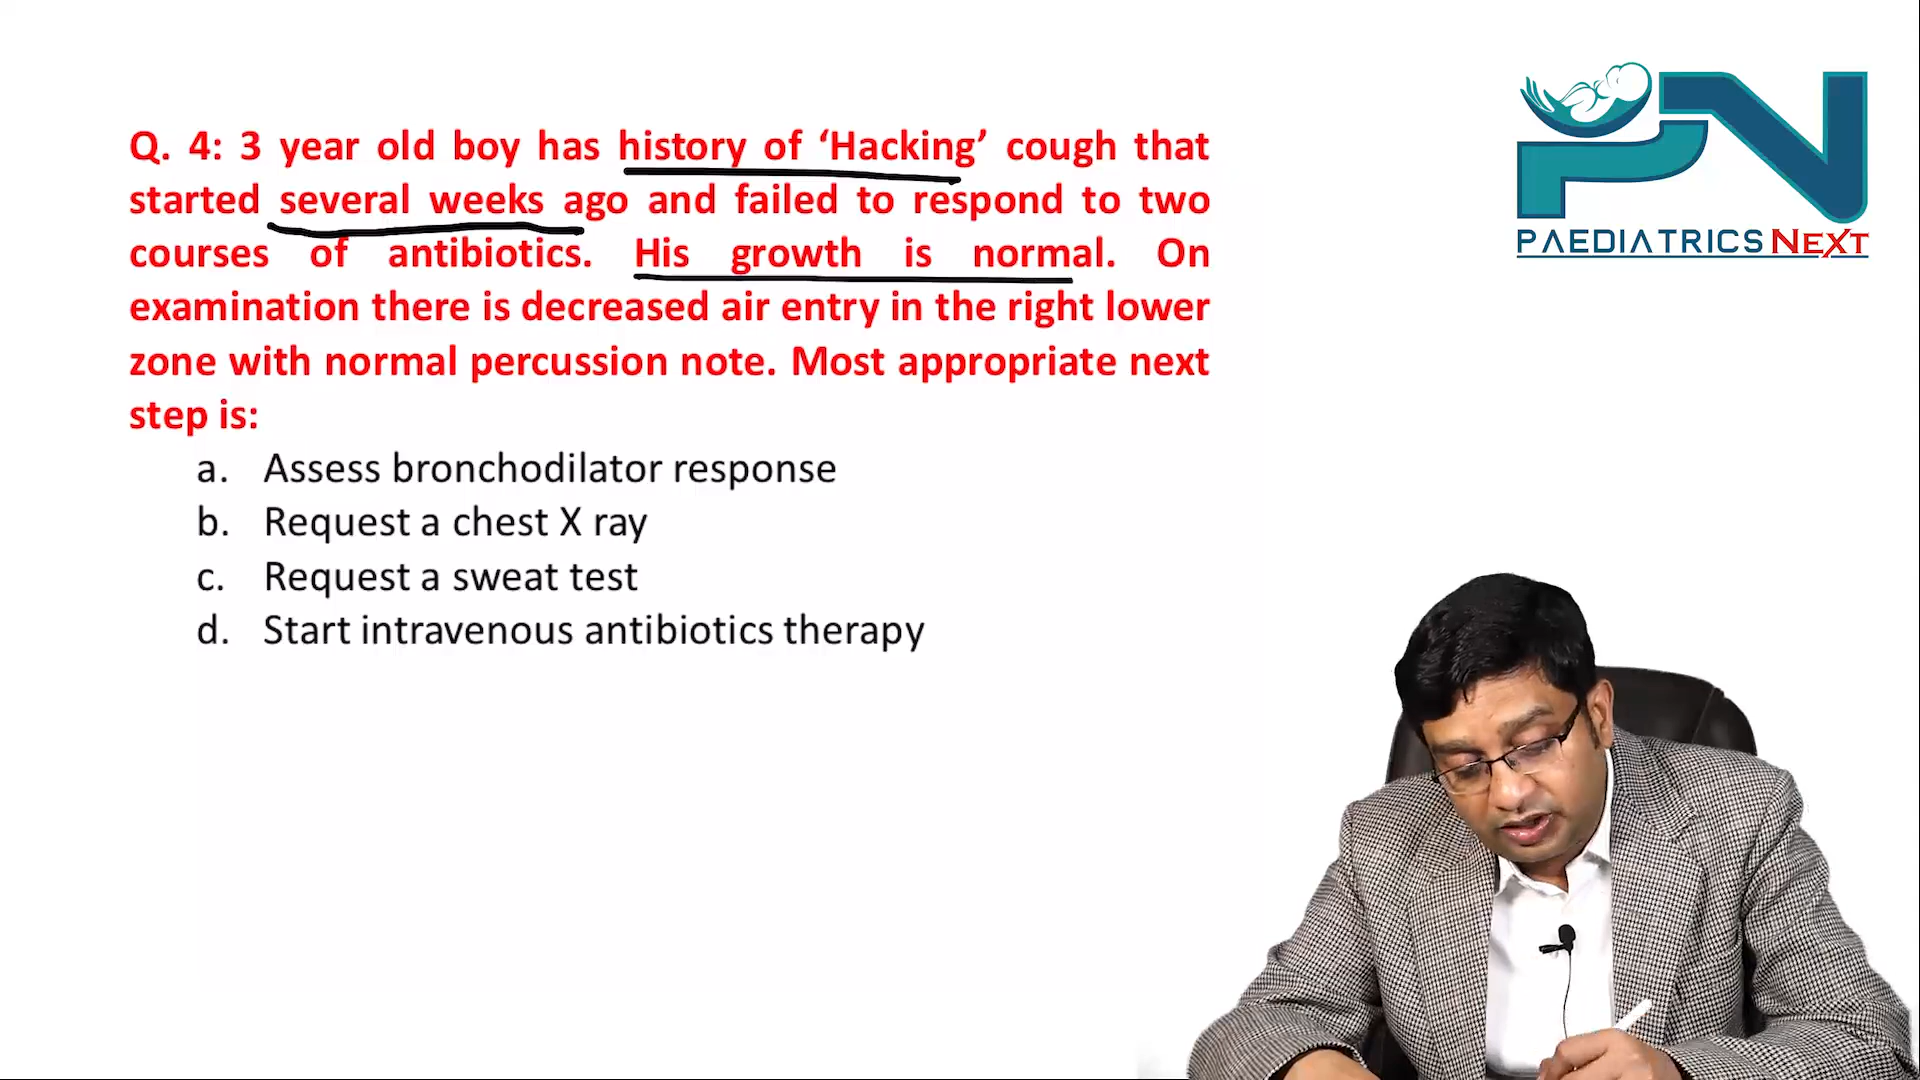 Q. 4: 3 year old boy has history of ‘Hacking’ cough that
started several weeks ago and failed to respond to two
courses of antibiotics. His growth is normal. On
examination there is decreased air entry in the right lower
zone with normal percussion note. Most appropriate next
step is:
a. Assess bronchodilator response
b. Request a chest X ray
c. Request a sweat test
d. Start intravenous antibiotics therapy
PN
PAEDIATRICS NEXT